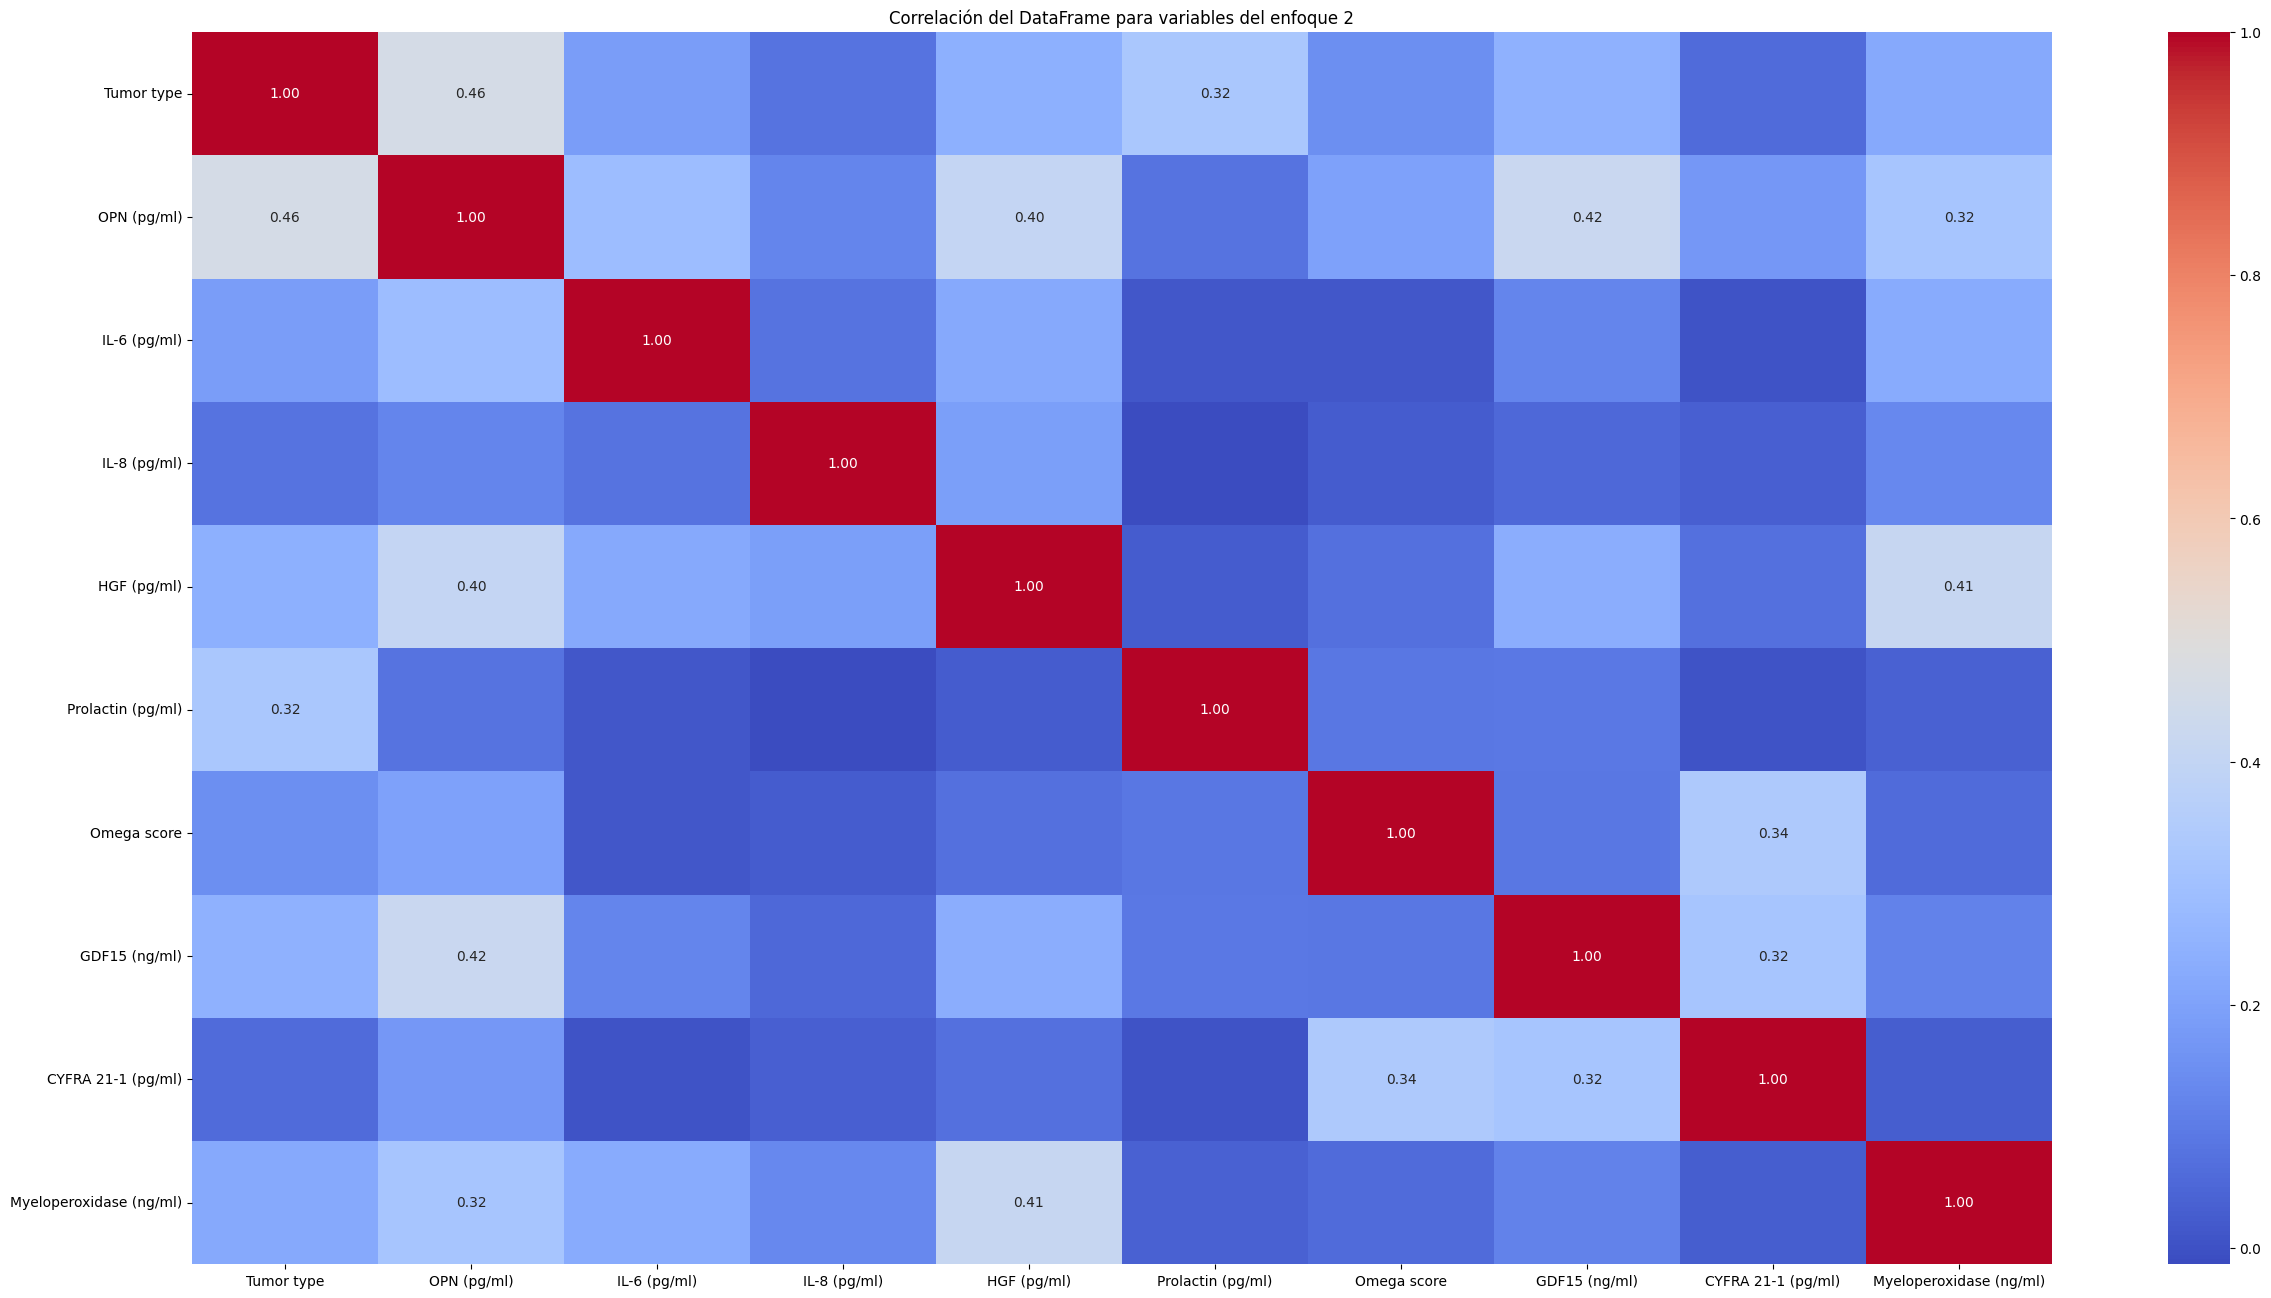 Correlación del DataFrame para variables del enfoque 2
Tumor type 1.00 0.46 0.32
OPN (pg/ml) 0.46 1.00 0.40 0.42 0.32
IL-6 (pg/ml) 1.00
IL-8 (pg/ml) 1.00
HGF (pg/ml) 0.40 1.00 0.41
Prolactin (pg/ml) 0.32 1.00
Omega score 1.00 0.34
GDF15 (ng/ml) 0.42 1.00 0.32
CYFRA 21-1 (pg/ml) 0.34 0.32 1.00
Myeloperoxidase (ng/ml) 0.32 0.41 1.00
Tumor type OPN (pg/ml) IL-6 (pg/ml) IL-8 (pg/ml) HGF (pg/ml) Prolactin (pg/ml) Omega score GDF15 (ng/ml) CYFRA 21-1 (pg/ml) Myeloperoxidase (ng/ml)
1.0
0.8
0.6
0.4
0.2
0.0